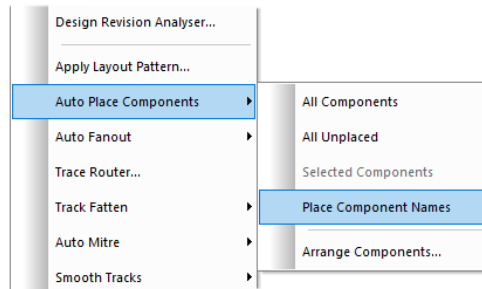 Design Revision Analyser...
Apply Layout Pattern...
Auto Place Components
Auto Fanout
Trace Router...
Track Fatten
Auto Mitre
Smooth Tracks
All Components
All Unplaced
Selected Components
Place Component Names
Arrange Components...